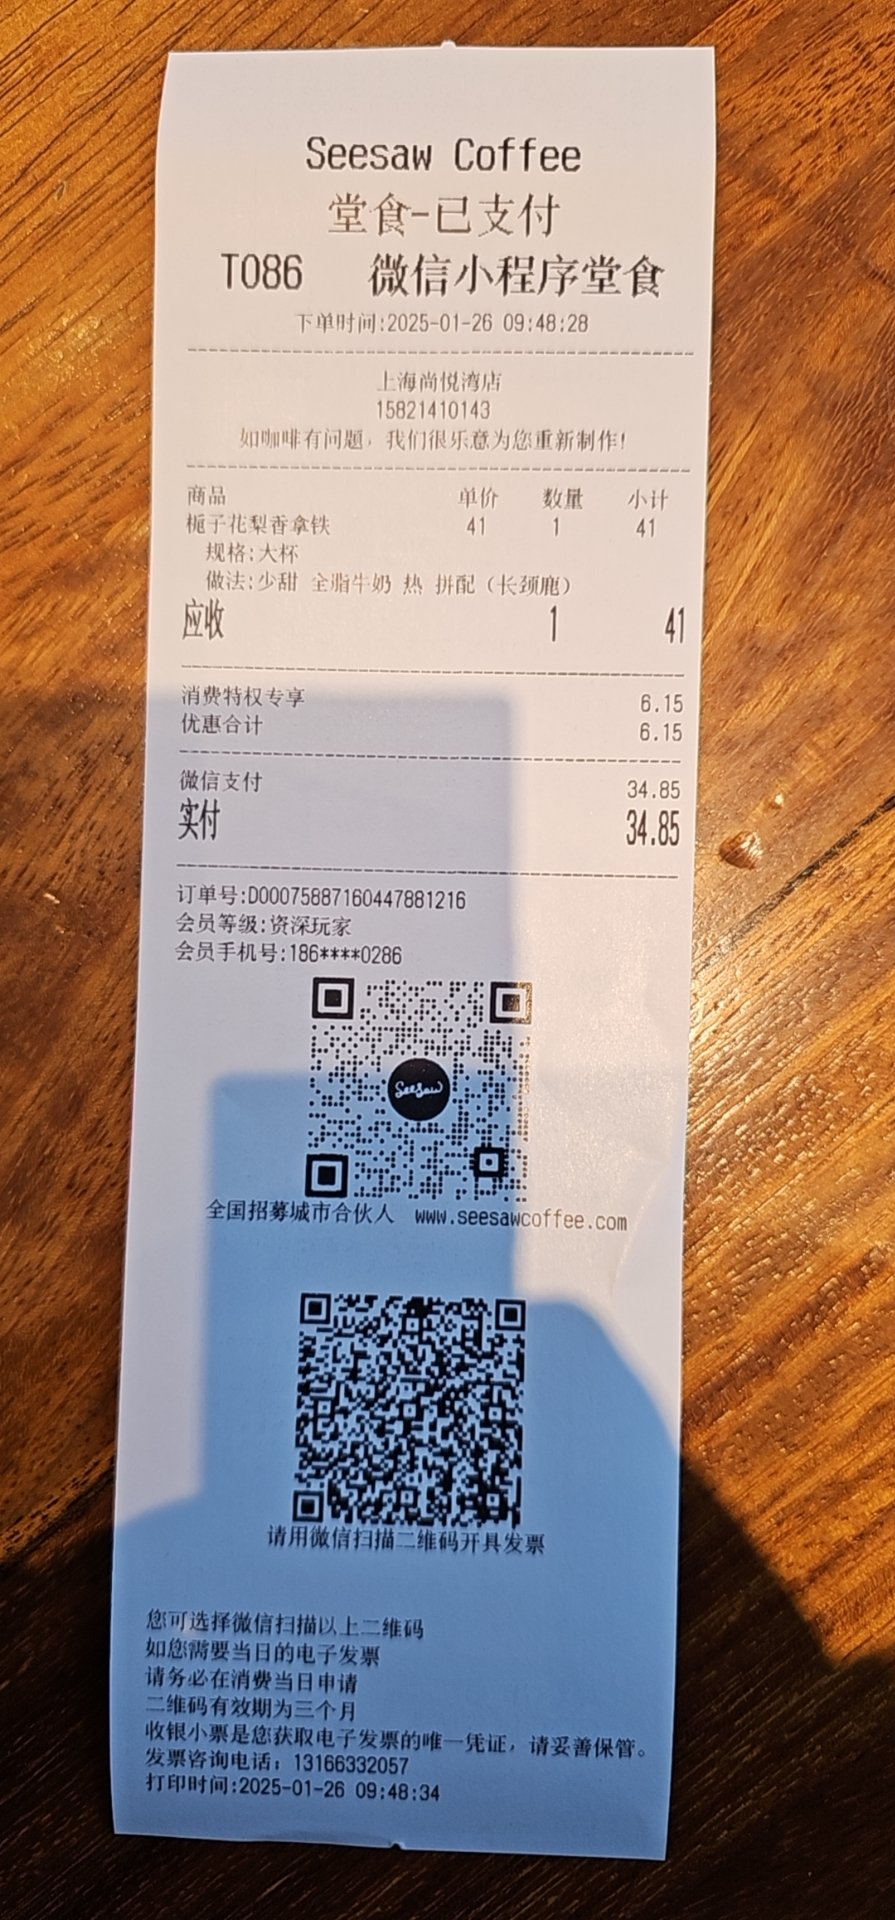 Seesaw Coffee
堂食-已支付
T086 微信小程序堂食
下单时间:2025-01-26 09:48:28
上海尚悦湾店
15821410143
如咖啡有问题，我们很乐意为您重新制作!
商品 单价 数量 小计
栀子花梨香拿铁 41 1 41
规格:大杯
做法:少甜 全脂牛奶 热 拼配（长颈鹿）
应收 1 41
消费特权专享 6.15
优惠合计 6.15
微信支付 34.85
实付 34.85
订单号:D00075887160447881216
会员等级:资深玩家
会员手机号:186****0286
Seesaw
全国招募城市合伙人 www.seesawcoffee.com
请用微信扫描二维码开具发票
您可选择微信扫描以上二维码
如您需要当日的电子发票
请务必在消费当日申请
二维码有效期为三个月
收银小票是您获取电子发票的唯一凭证，请妥善保管。
发票咨询电话：13166332057
打印时间:2025-01-26 09:48:34